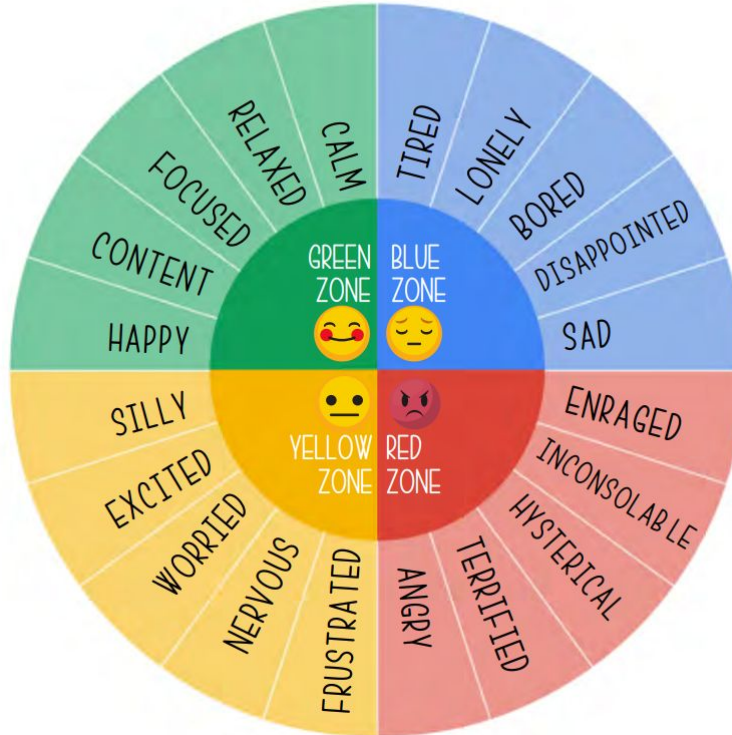 GREEN
ZONE
CALM
RELAXED
FOCUSED
CONTENT
HAPPY
BLUE
ZONE
TIRED
LONELY
BORED
DISAPPOINTED
SAD
YELLOW
ZONE
SILLY
EXCITED
WORRIED
NERVOUS
FRUSTRATED
RED
ZONE
ENRAGED
INCONSOLABLE
HYSTERICAL
TERRIFIED
ANGRY